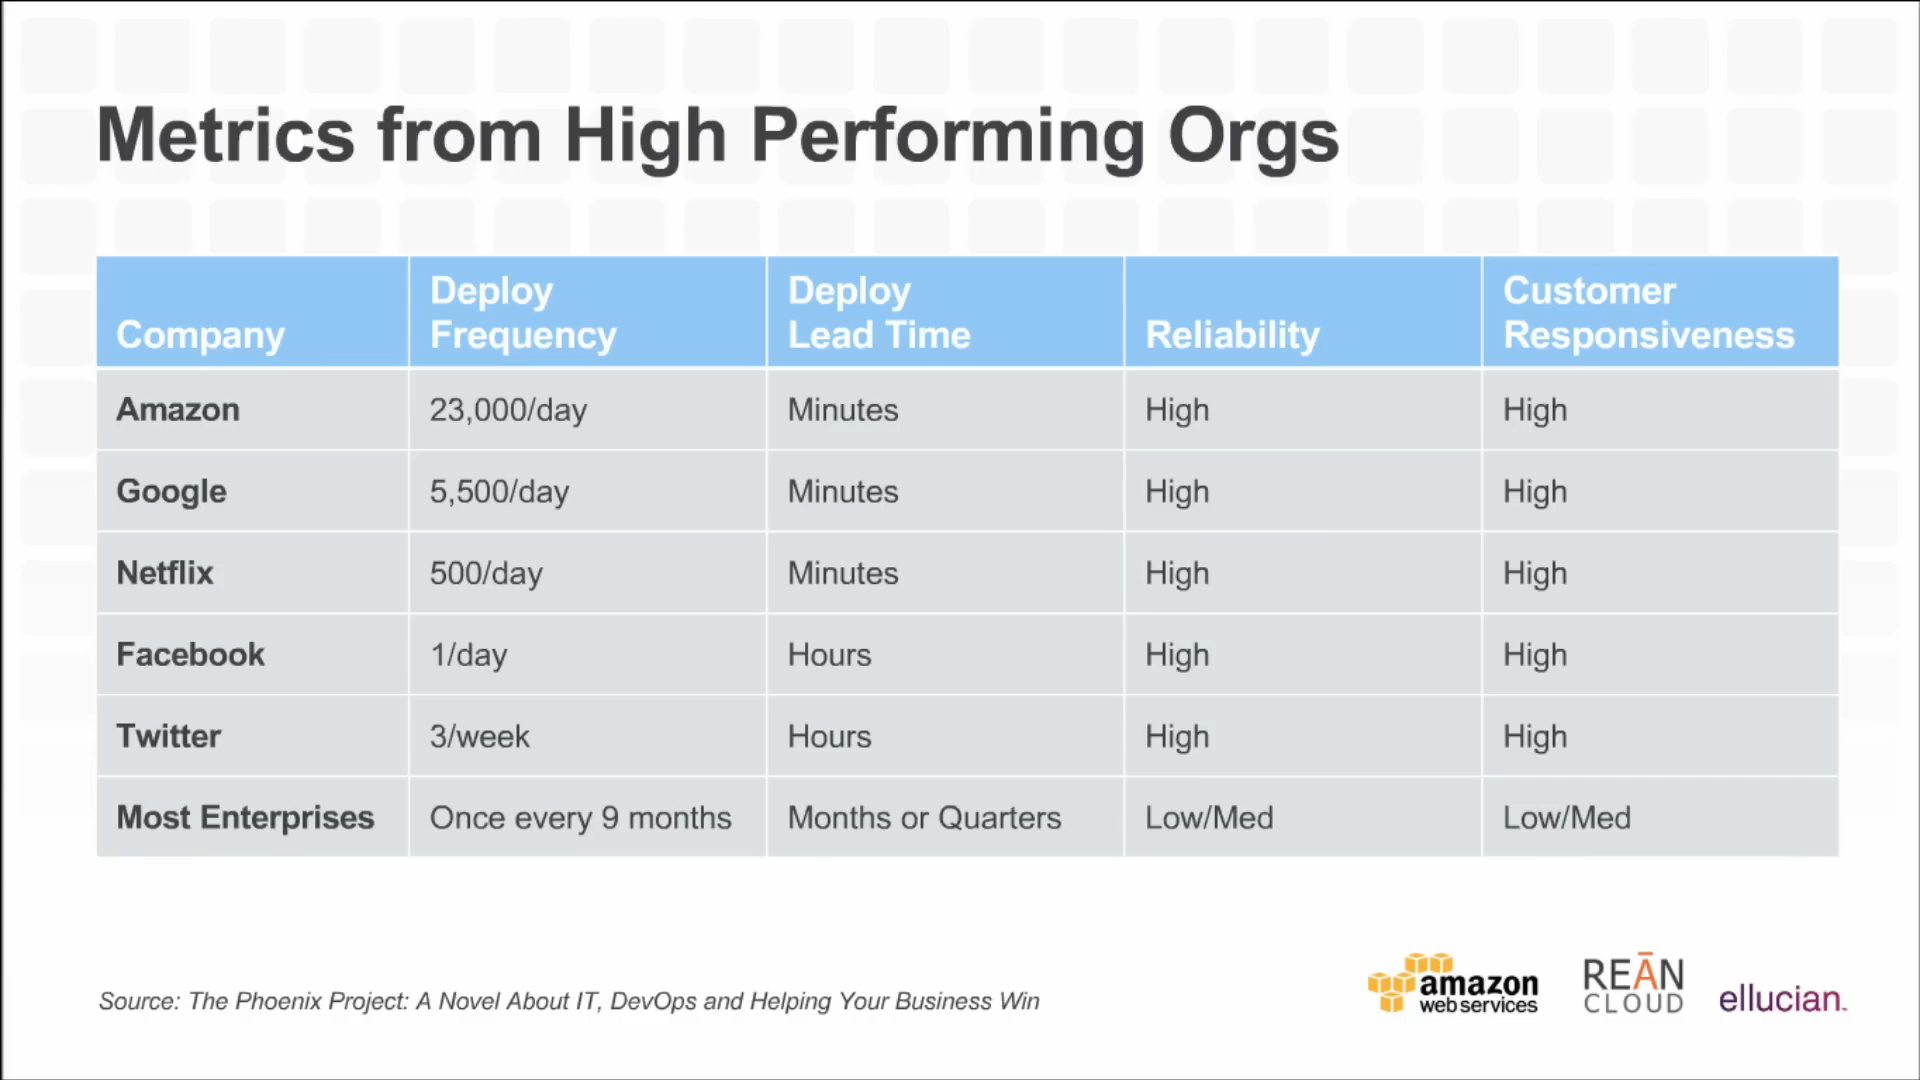 Metrics from High Performing Orgs
Company
Deploy
Frequency
Deploy
Lead Time
Reliability
Customer
Responsiveness
Amazon 23,000/day Minutes High High
Google 5,500/day Minutes High High
Netflix 500/day Minutes High High
Facebook 1/day Hours High High
Twitter 3/week Hours High High
Most Enterprises Once every 9 months Months or Quarters Low/Med Low/Med
Source: The Phoenix Project: A Novel About IT, DevOps and Helping Your Business Win
amazon
webservices
REĀN
CLOUD
ellucian